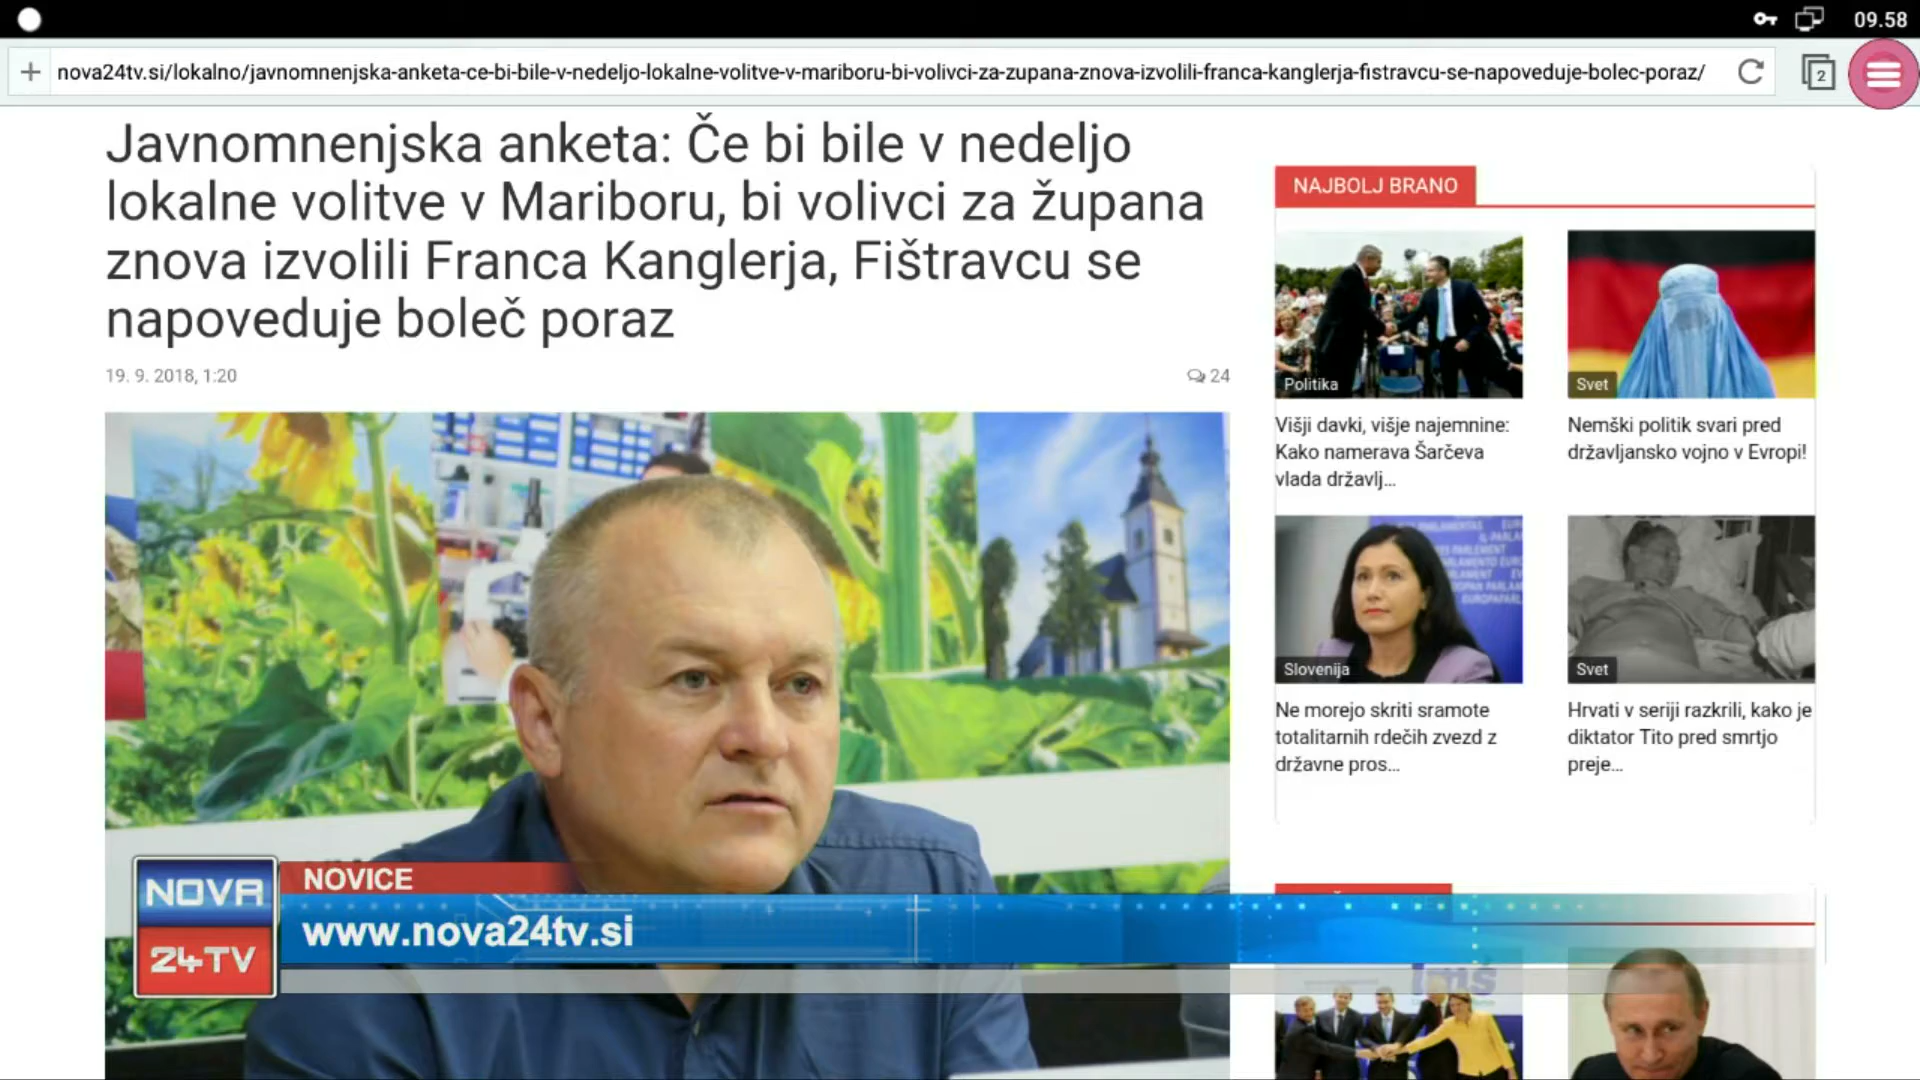 09.58
nova24tv.si/lokalno/javnomnenjska-anketa-ce-bi-bile-v-nedeljo-lokalne-volitve-v-mariboru-bi-volivci-za-zupana-znova-izvolili-franca-kanglerja-fistravcu-se-napoveduje-bolec-poraz/
2
Javnomnenjska anketa: Če bi bile v nedeljo
lokalne volitve v Mariboru, bi volivci za župana
znova izvolili Franca Kanglerja, Fištravcu se
napoveduje boleč poraz
19. 9. 2018, 1:20
24
NAJBOLJ BRANO
Politika
Višji davki, višje najemnine:
Kako namerava Šarčeva
vlada državlj...
Svet
Nemški politik svari pred
državljansko vojno v Evropi!
Slovenija
Ne morejo skriti sramote
totalitarnih rdečih zvezd z
državne pros...
Svet
Hrvati v seriji razkrili, kako je
diktator Tito pred smrtjo
preje...
NOVA
24TV
NOVICE
www.nova24tv.si